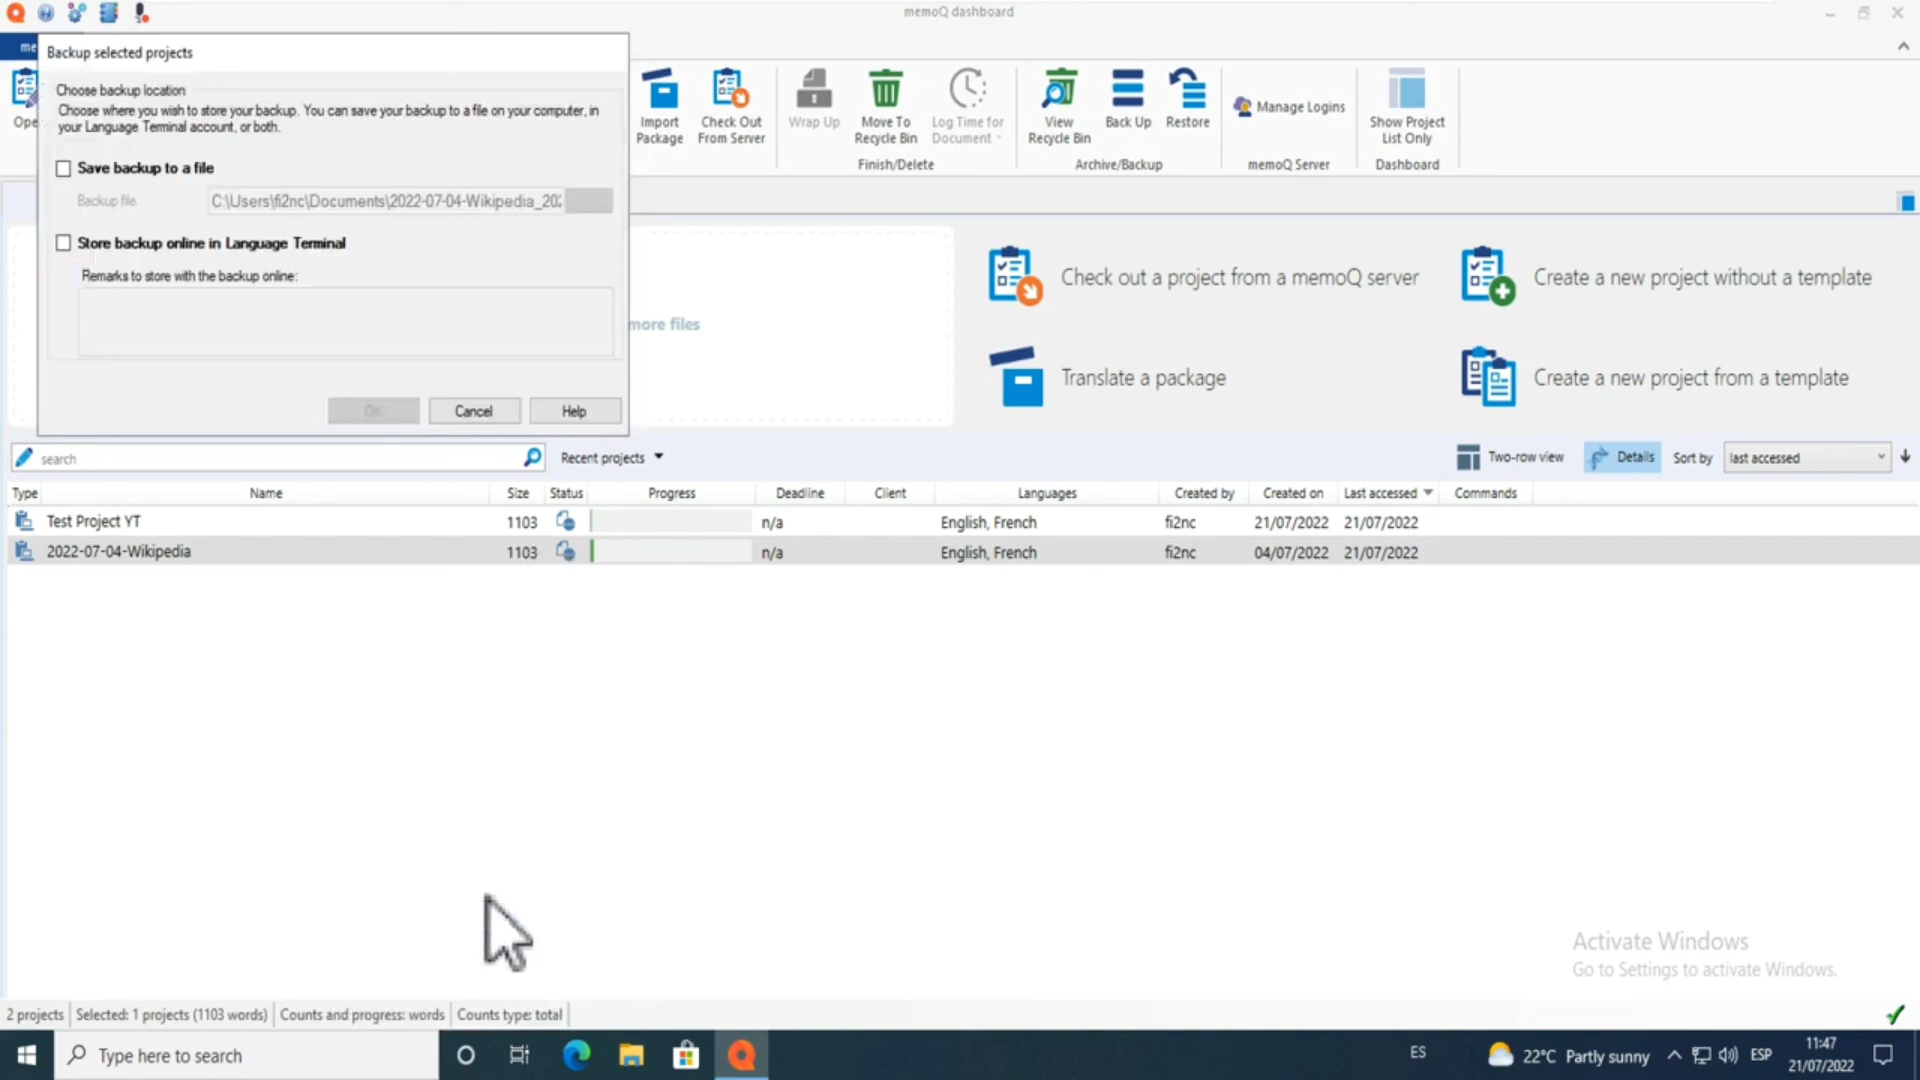 memoQ dashboard
me
Backup selected projects
Choose backup location
Choose where you wish to store your backup. You can save your backup to a file on your computer, in
your Language Terminal account, or both.
Save backup to a file
Backup file
C:\Users\fi2nc\Documents\2022-07-04-Wikipedia_202
Store backup online in Language Terminal
Remarks to store with the backup online:
OK
Cancel
Help
Ope
Import
Package
Check Out
From Server
Wrap Up
Move To
Recycle Bin
Log Time for
Document
Finish/Delete
View
Recycle Bin
Back Up
Restore
Archive/Backup
Manage Logins
memoQ Server
Show Project
List Only
Dashboard
more files
Check out a project from a memoQ server
Create a new project without a template
Translate a package
Create a new project from a template
search
Recent projects
Two-row view
Details
Sort by
last accessed
Type Name Size Status Progress Deadline Client Languages Created by Created on Last accessed Commands
Test Project YT 1103 n/a English, French fi2nc 21/07/2022 21/07/2022
2022-07-04-Wikipedia 1103 n/a English, French fi2nc 04/07/2022 21/07/2022
Activate Windows
Go to Settings to activate Windows.
2 projects Selected: 1 projects (1103 words) Counts and progress: words Counts type: total
Type here to search
ES
22°C Partly sunny
ESP
11:47
21/07/2022